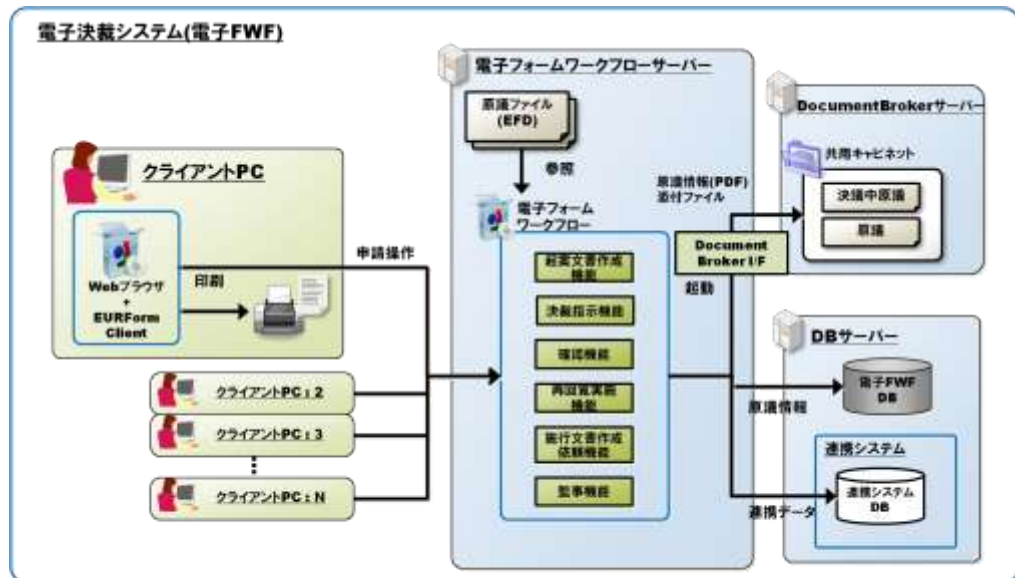 電子決裁システム(電子FWF)
クライアントPC
Webブラウザ
+
EURForm
Client
印刷
申請操作
クライアントPC：2
クライアントPC：3
クライアントPC：N
電子フォームワークフローサーバー
原議ファイル
(EFD)
参照
電子フォーム
ワークフロー
起案文書作成
機能
決裁指示機能
確認機能
再回覧実施
機能
施行文書作成
依頼機能
監事機能
原議情報(PDF)
添付ファイル
Document
Broker I/F
起動
DocumentBrokerサーバー
共用キャビネット
決議中原議
原議
DBサーバー
電子FWF
DB
原議情報
連携システム
連携システム
DB
連携データ